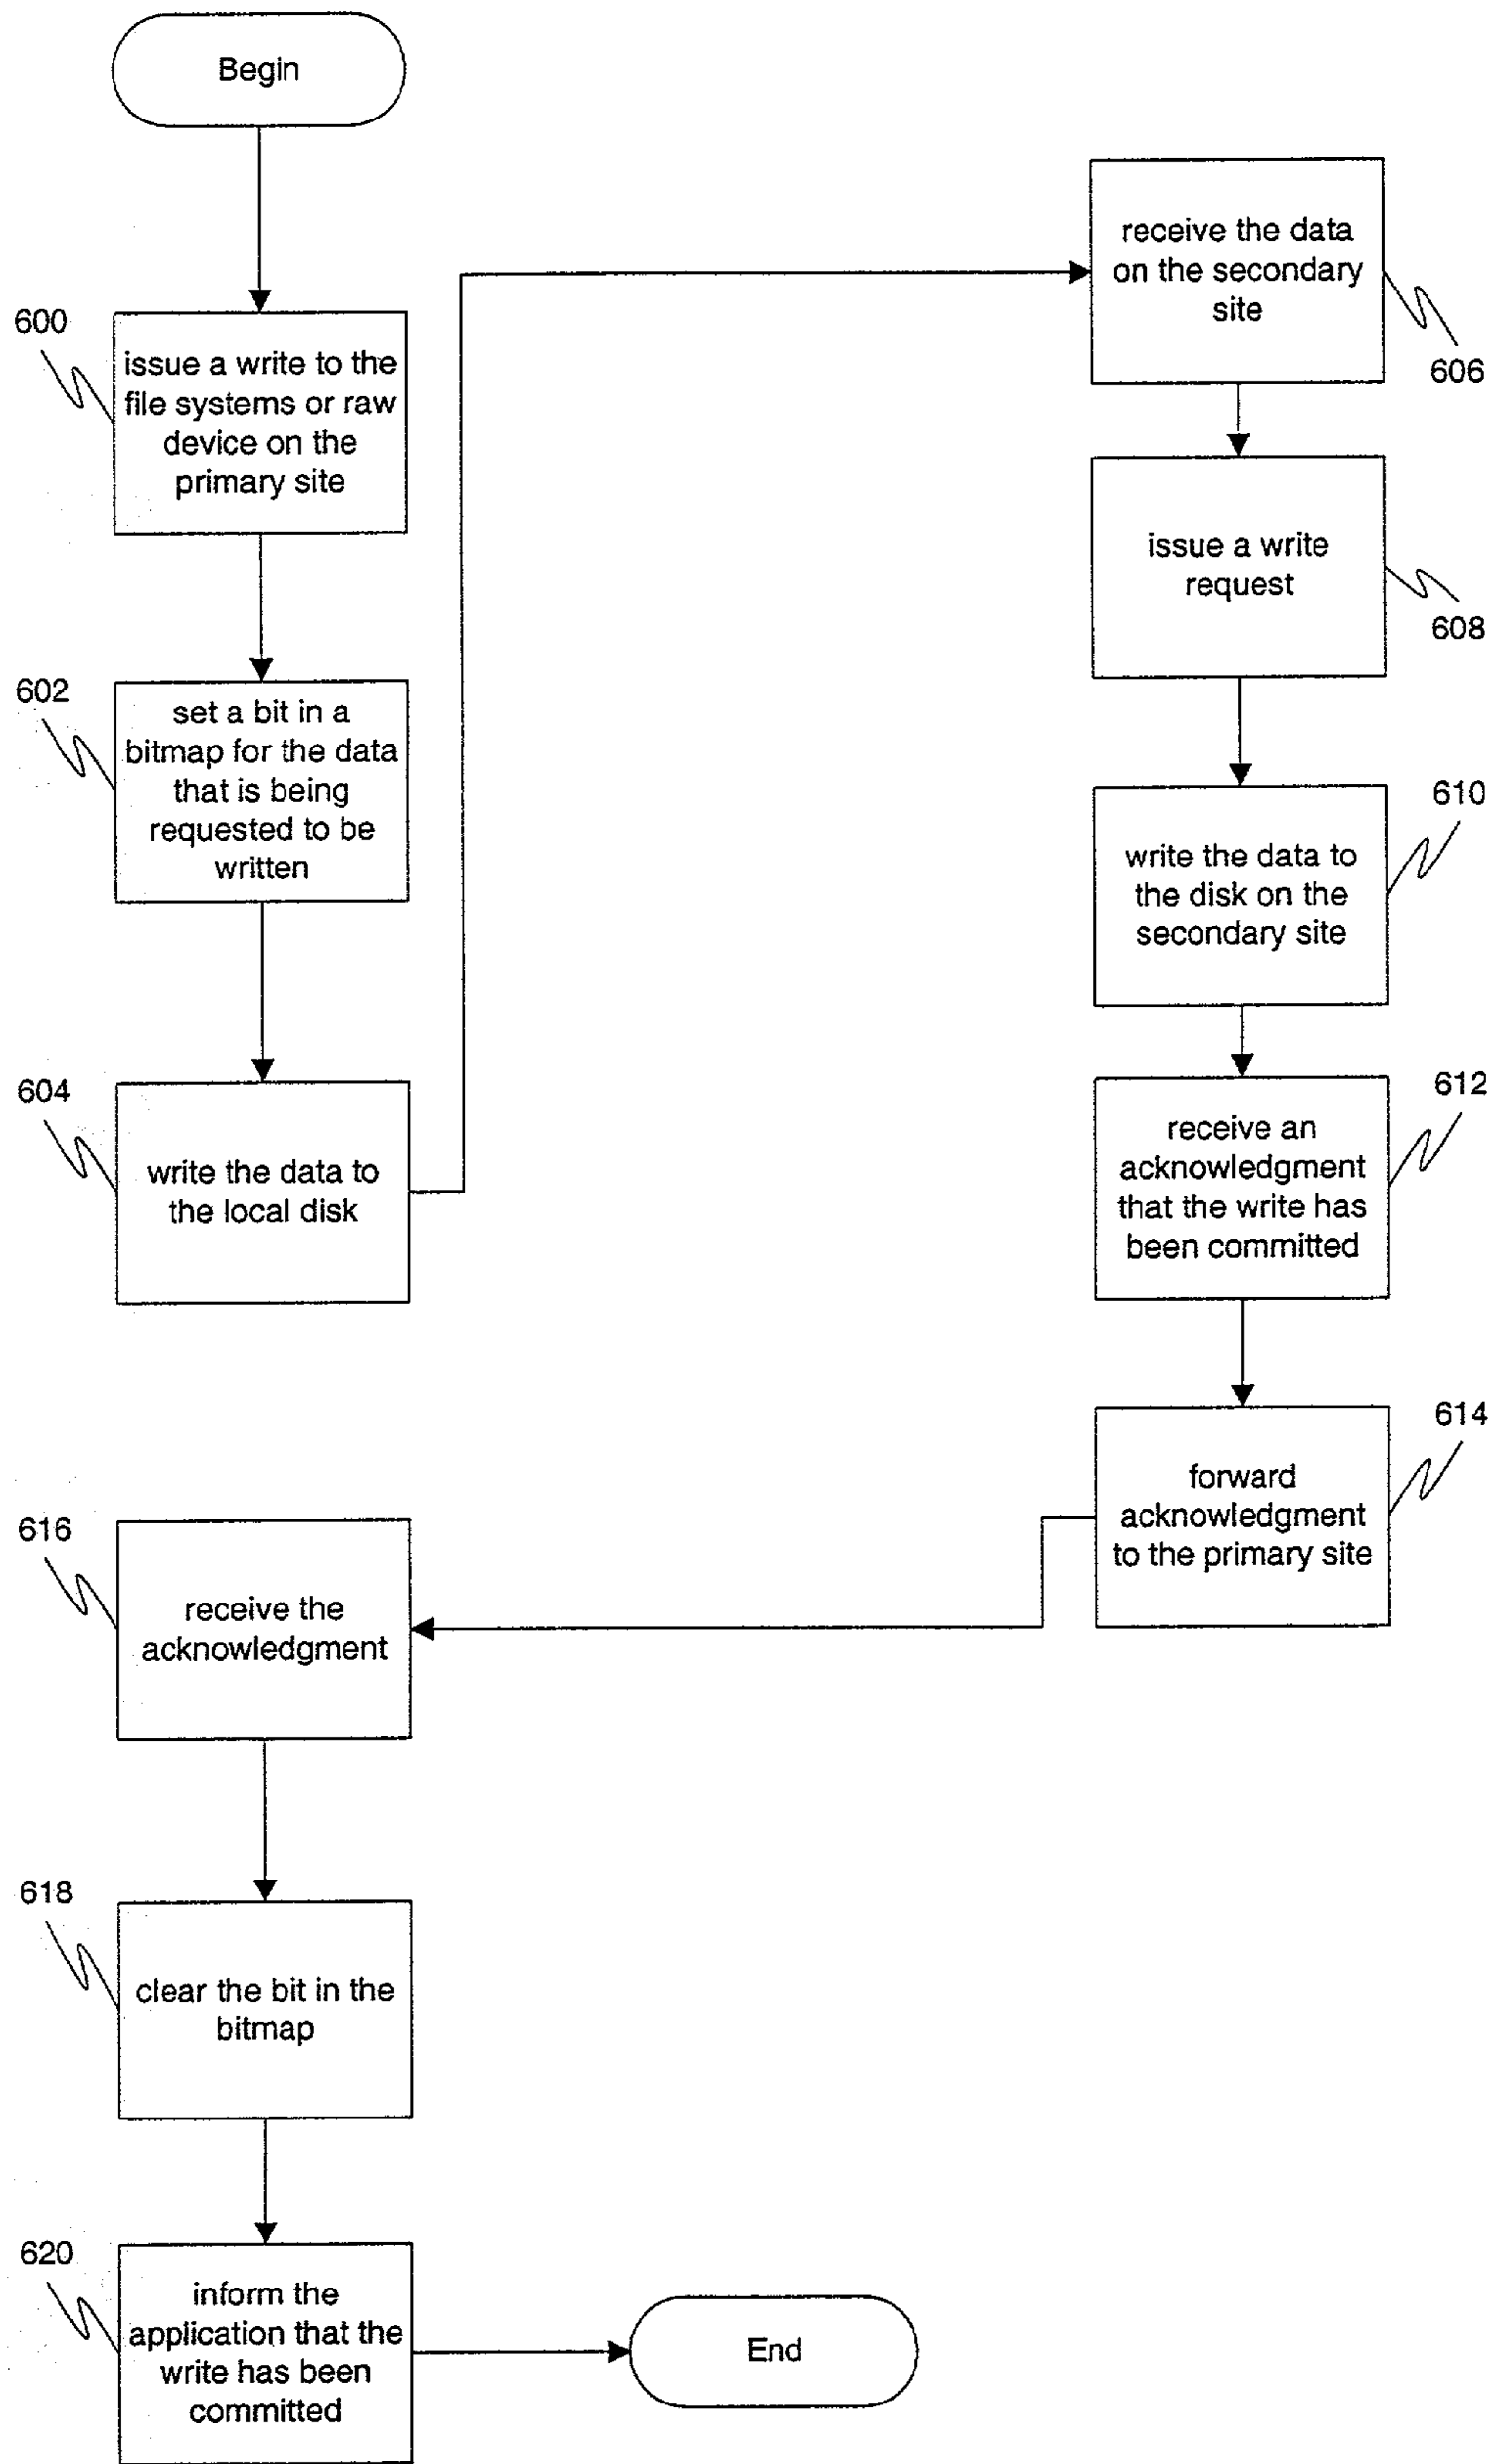 Begin
600
issue a write to the
file systems or raw
device on the
primary site
602
set a bit in a
bitmap for the data
that is being
requested to be
written
604
write the data to
the local disk
receive the data
on the secondary
site
606
issue a write
request
608
610
write the data to
the disk on the
secondary site
612
receive an
acknowledgment
that the write has
been committed
614
forward
acknowledgment
to the primary site
616
receive the
acknowledgment
618
clear the bit in the
bitmap
620
inform the
application that the
write has been
committed
End